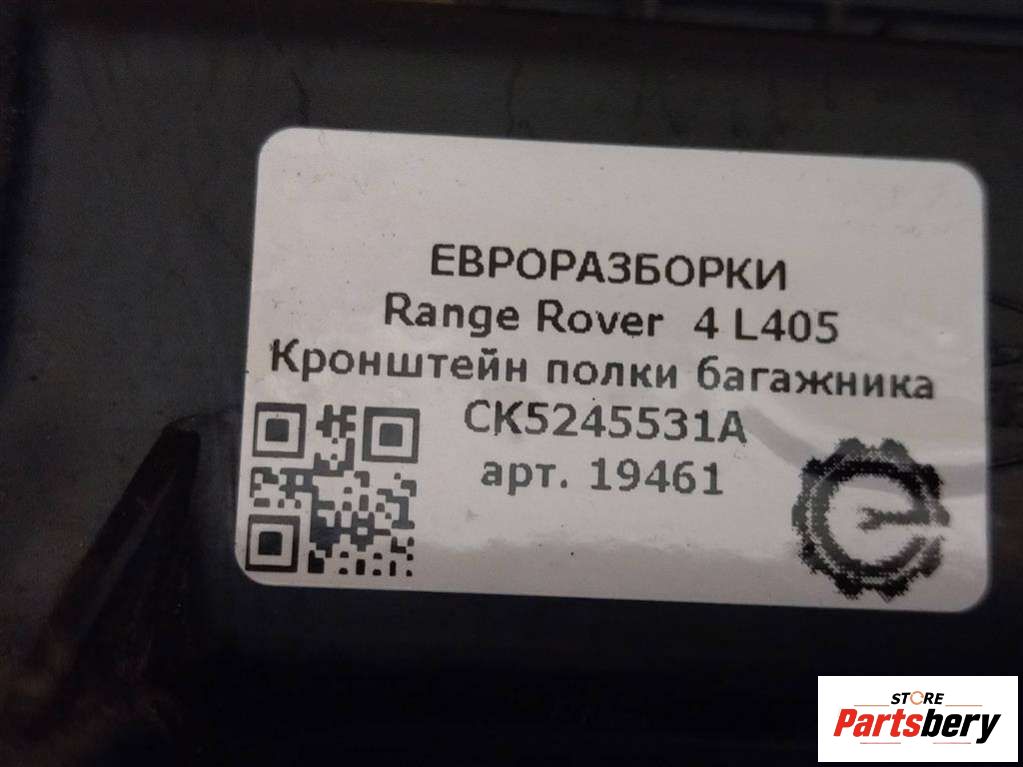 ЕВРОРАЗБОРКИ
Range Rover 4 L405
Кронштейн полки багажника
CK5245531A
арт. 19461
STORE
Partsbery